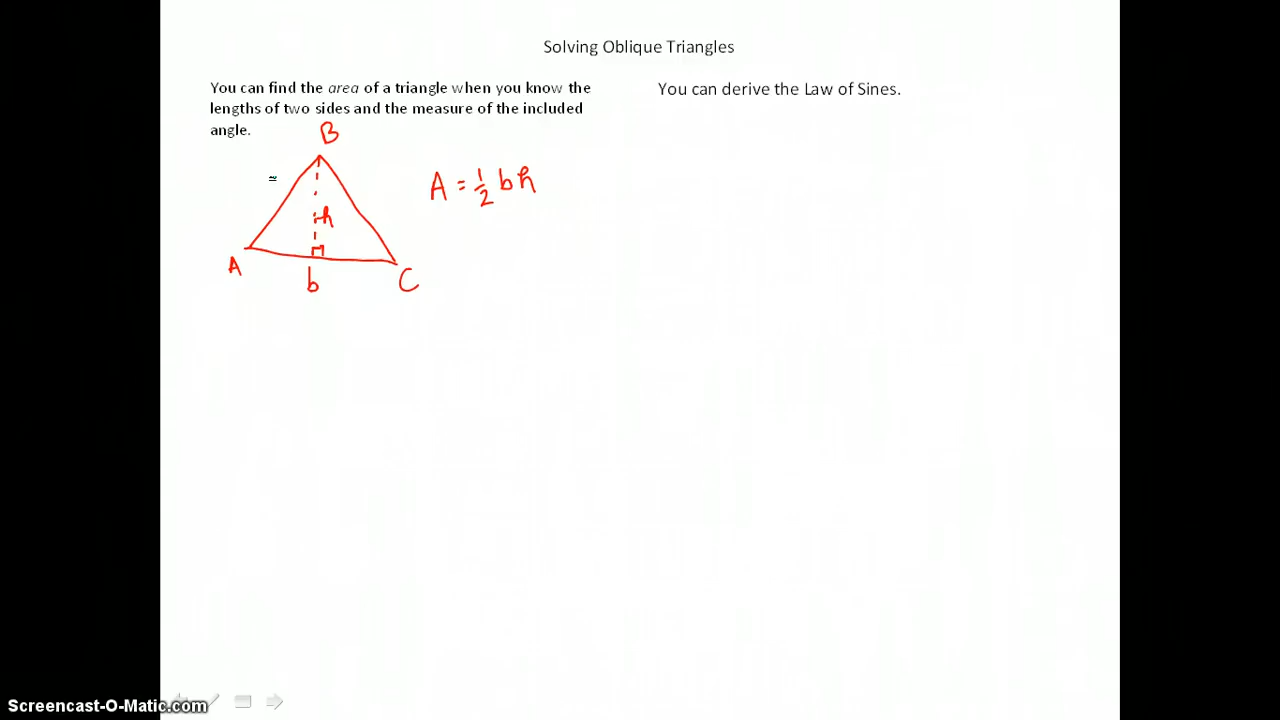 Solving Oblique Triangles
You can find the area of a triangle when you know the
lengths of two sides and the measure of the included
angle.
B
h
A
b
C
A = 1/2 bh
You can derive the Law of Sines.
Screencast-O-Matic.com